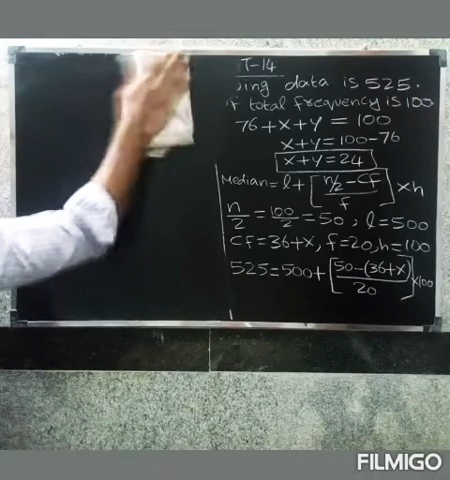 T-14
ing data is 525.
if total frequency is 100
76+x+y = 100
x+y=100-76
x+y=24
Median = l + [n/2 - cf / f] × h
n/2 = 100/2 = 50, l=500
cf=36+x, f=20, h=100
525=500+[50-(36+x) / 20]×100
FILMIGO